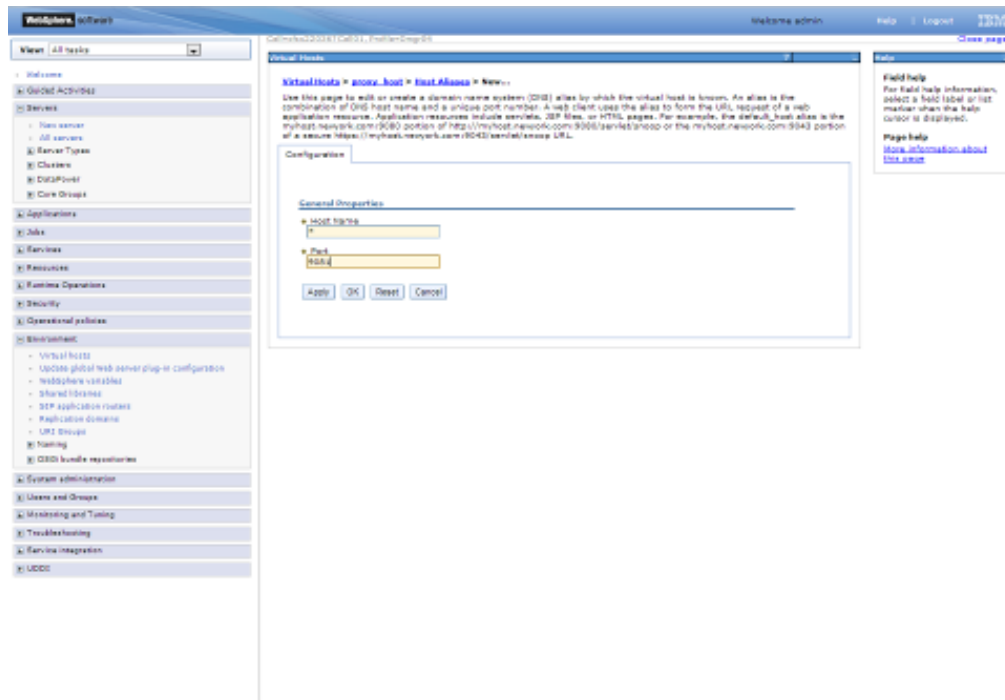 WebSphere. software
Welcome admin
Help | Logout
IBM
View: All tasks
Close page
Virtual Hosts
?
Help
Welcome
Guided Activities
Servers
New server
All servers
Server Types
Clusters
DataPower
Core Groups
Applications
Jobs
Services
Resources
Runtime Operations
Security
Operational policies
Environment
Virtual hosts
Update global Web server plug-in configuration
WebSphere variables
Shared libraries
SIP application routers
Replication domains
URI Groups
Naming
OSGi bundle repositories
System administration
Users and Groups
Monitoring and Tuning
Troubleshooting
Service integration
UDDI
Virtual Hosts > proxy_host > Host Aliases > New...
Use this page to edit or create a domain name system (DNS) alias by which the virtual host is known. An alias is the
combination of DNS host name and a unique port number. A web client uses the alias to form the URL request of a web
application resource. Application resources include servlets, JSP files, or HTML pages. For example, the default_host alias is the
myhost.newyork.com:9080 portion of http://myhost.newyork.com:9080/servlet/snoop or the myhost.newyork.com:9043 portion
of a secure https://myhost.newyork.com:9043/servlet/snoop URL.
Configuration
General Properties
* Host Name
*
* Port
Apply OK Reset Cancel
Field help
For field help information,
select a field label or list
marker when the help
cursor is displayed.
Page help
More information about
this page